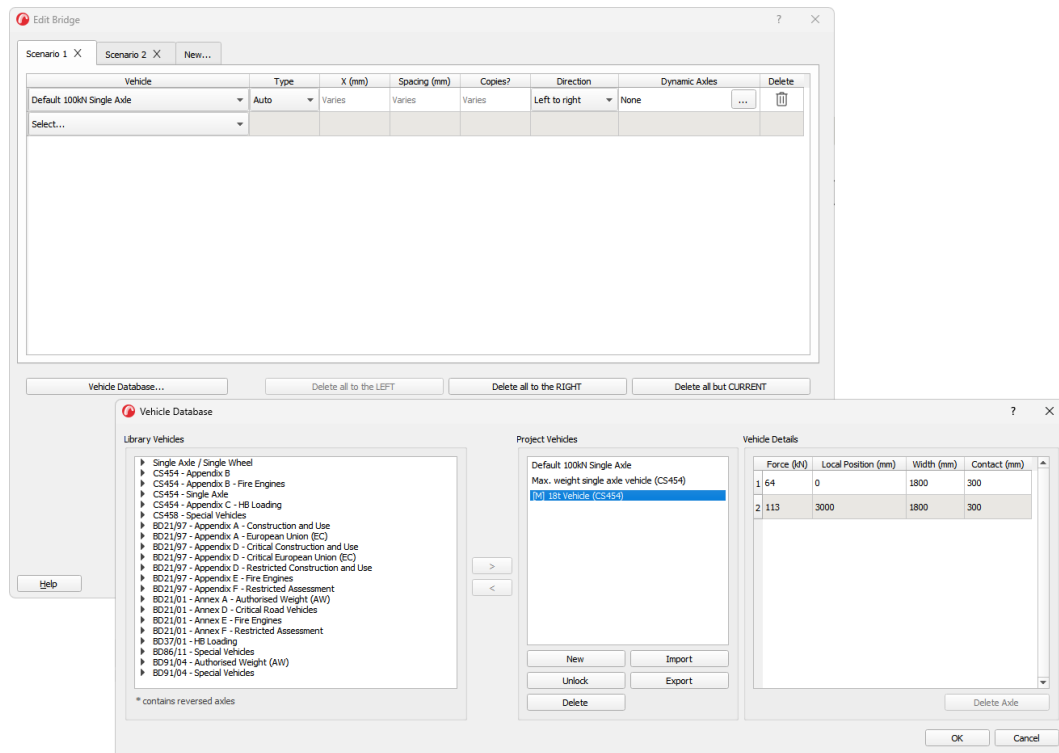 Edit Bridge ? X
Scenario 1 X Scenario 2 X New...
Vehicle Type X (mm) Spacing (mm) Copies? Direction Dynamic Axles Delete
Default 100kN Single Axle Auto Varies Varies Varies Left to right None ...
Select...
Vehicle Database... Delete all to the LEFT Delete all to the RIGHT Delete all but CURRENT
Help
Vehicle Database ? X
Library Vehicles
Single Axle / Single Wheel
CS454 - Appendix B
CS454 - Appendix B - Fire Engines
CS454 - Single Axle
CS454 - Appendix C - HB Loading
CS458 - Special Vehicles
BD21/97 - Appendix A - Construction and Use
BD21/97 - Appendix A - European Union (EC)
BD21/97 - Appendix D - Critical Construction and Use
BD21/97 - Appendix D - Critical European Union (EC)
BD21/97 - Appendix D - Restricted Construction and Use
BD21/97 - Appendix E - Fire Engines
BD21/97 - Appendix F - Restricted Assessment
BD21/01 - Annex A - Authorised Weight (AW)
BD21/01 - Annex D - Critical Road Vehicles
BD21/01 - Annex E - Fire Engines
BD21/01 - Annex F - Restricted Assessment
BD37/01 - HB Loading
BD86/11 - Special Vehicles
BD91/04 - Authorised Weight (AW)
BD91/04 - Special Vehicles
* contains reversed axles
>
<
Project Vehicles
Default 100kN Single Axle
Max. weight single axle vehicle (CS454)
[M] 18t Vehicle (CS454)
New Import
Unlock Export
Delete
Vehicle Details
Force (kN) Local Position (mm) Width (mm) Contact (mm)
1 64 0 1800 300
2 113 3000 1800 300
Delete Axle
OK Cancel